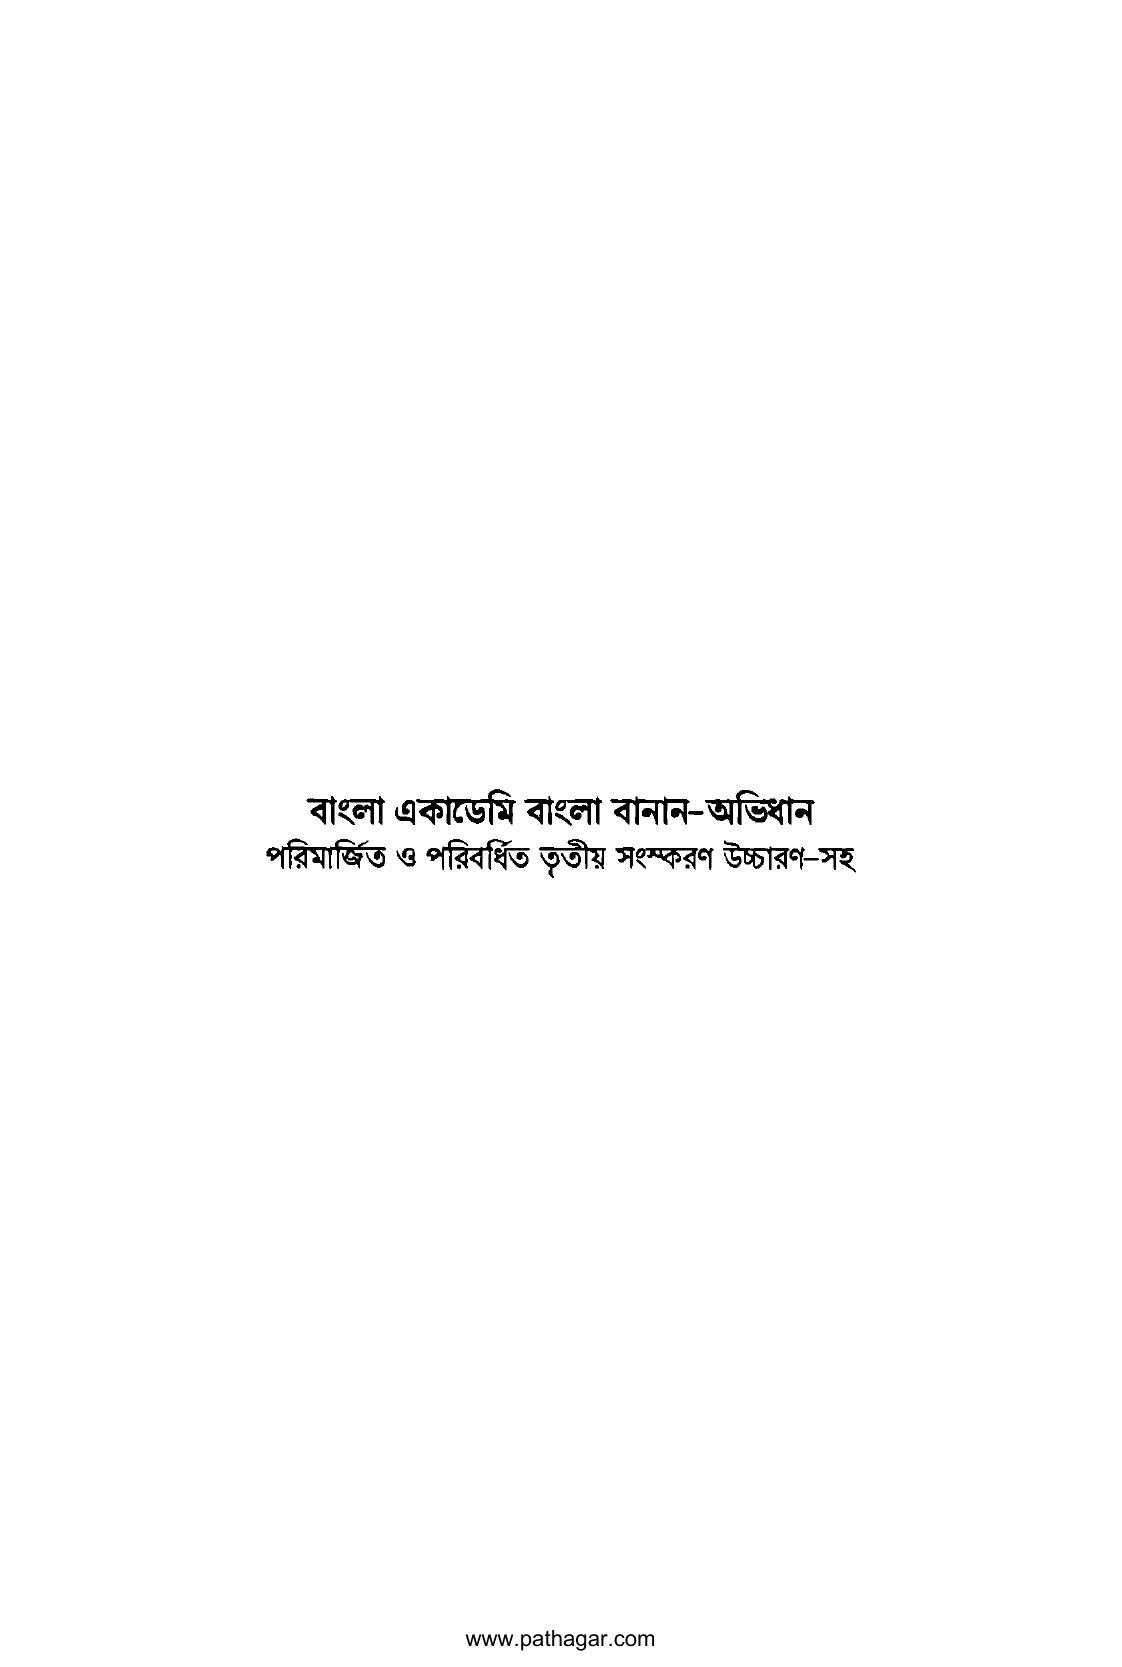 বাংলা একাডেমি বাংলা বানান–অভিধান
পরিমার্জিত ও পরিবর্ধিত তৃতীয় সংস্করণ উচ্চারণ–সহ
www.pathagar.com